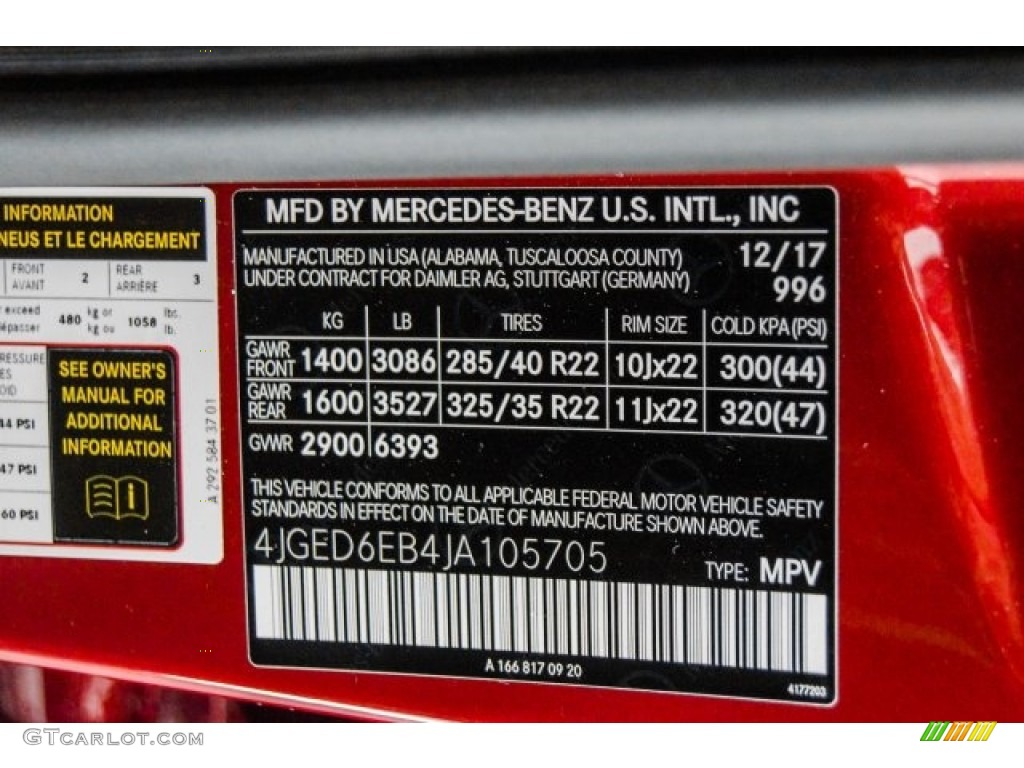 INFORMATION
NEUS ET LE CHARGEMENT
FRONT 2 REAR 3
AVANT ARRIÈRE
exceed 480 kg or 1058 lbs.
kg ou lb.
SEE OWNER'S
MANUAL FOR
ADDITIONAL
INFORMATION
44 PSI
47 PSI
60 PSI
A 292 584 37 01
MFD BY MERCEDES-BENZ U.S. INTL., INC
MANUFACTURED IN USA (ALABAMA, TUSCALOOSA COUNTY) 12/17
UNDER CONTRACT FOR DAIMLER AG, STUTTGART (GERMANY) 996
KG LB TIRES RIM SIZE COLD KPA (PSI)
GAWR FRONT 1400 3086 285/40 R22 10Jx22 300(44)
GAWR REAR 1600 3527 325/35 R22 11Jx22 320(47)
GVWR 2900 6393
THIS VEHICLE CONFORMS TO ALL APPLICABLE FEDERAL MOTOR VEHICLE SAFETY
STANDARDS IN EFFECT ON THE DATE OF MANUFACTURE SHOWN ABOVE.
4JGED6EB4JA105705
TYPE: MPV
A 166 817 09 20
4177203
GTCARLOT.COM